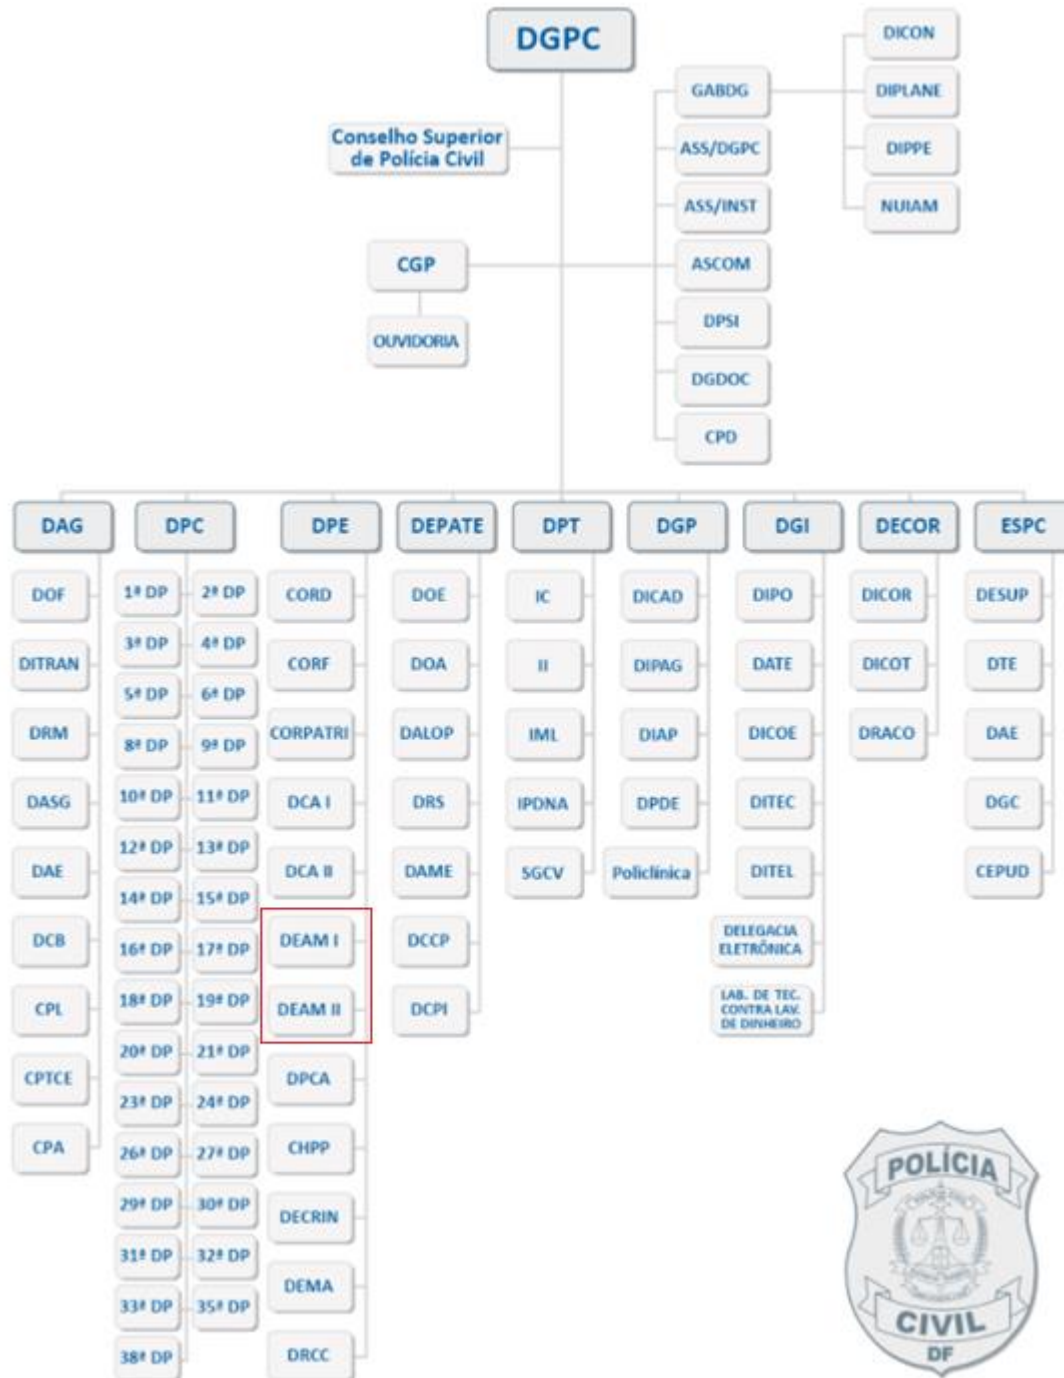 DGPC
Conselho Superior
de Polícia Civil
CGP
OUVIDORIA
GABDG
ASS/DGPC
ASS/INST
ASCOM
DPSI
DGDOC
CPD
DICON
DIPLANE
DIPPE
NUIAM
DAG
DOF
DITRAN
DRM
DASG
DAE
DCB
CPL
CPTCE
CPA
DPC
1ª DP 2ª DP
3ª DP 4ª DP
5ª DP 6ª DP
8ª DP 9ª DP
10ª DP 11ª DP
12ª DP 13ª DP
14ª DP 15ª DP
16ª DP 17ª DP
18ª DP 19ª DP
20ª DP 21ª DP
23ª DP 24ª DP
26ª DP 27ª DP
29ª DP 30ª DP
31ª DP 32ª DP
33ª DP 35ª DP
38ª DP
DPE
CORD
CORF
CORPATRI
DCA I
DCA II
DEAM I
DEAM II
DPCA
CHPP
DECRIN
DEMA
DRCC
DEPATE
DOE
DOA
DALOP
DRS
DAME
DCCP
DCPI
DPT
IC
II
IML
IPDNA
SGCV
DGP
DICAD
DIPAG
DIAP
DPDE
Policlínica
DGI
DIPO
DATE
DICOE
DITEC
DITEL
DELEGACIA
ELETRÔNICA
LAB. DE TEC.
CONTRA LAV.
DE DINHEIRO
DECOR
DICOR
DICOT
DRACO
ESPC
DESUP
DTE
DAE
DGC
CEPUD
POLÍCIA
CIVIL
DF